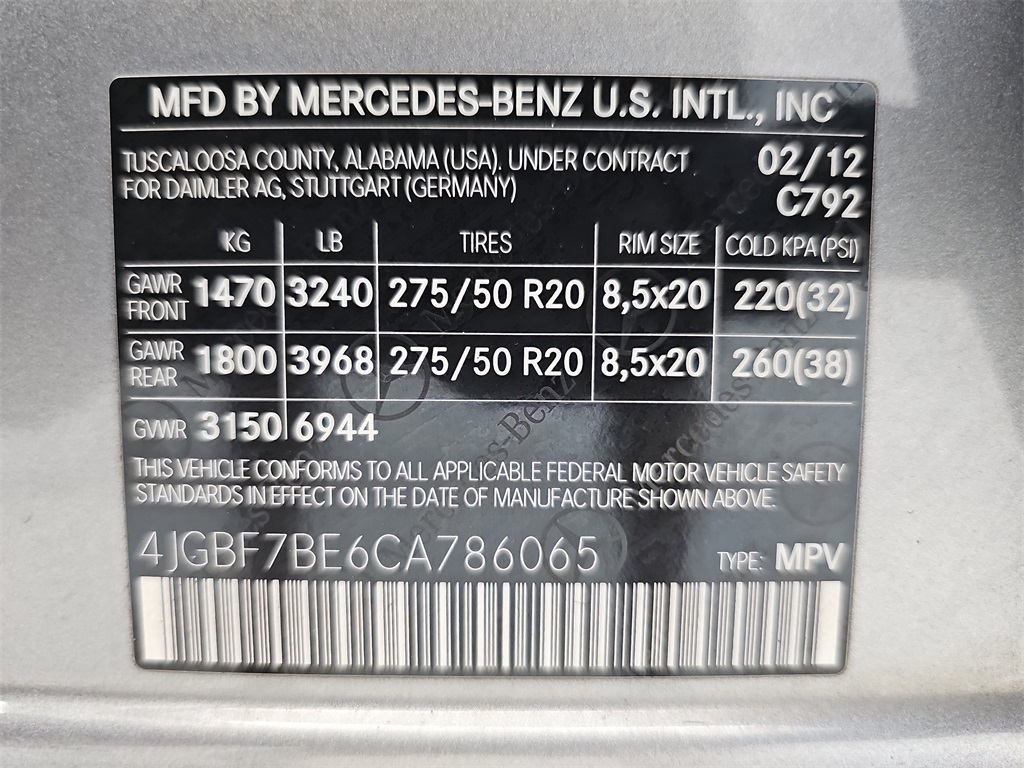 MFD BY MERCEDES-BENZ U.S. INTL., INC
TUSCALOOSA COUNTY, ALABAMA (USA). UNDER CONTRACT 02/12
FOR DAIMLER AG, STUTTGART (GERMANY) C792
KG LB TIRES RIM SIZE COLD KPA (PSI)
GAWR FRONT 1470 3240 275/50 R20 8,5x20 220(32)
GAWR REAR 1800 3968 275/50 R20 8,5x20 260(38)
GVWR 3150 6944
THIS VEHICLE CONFORMS TO ALL APPLICABLE FEDERAL MOTOR VEHICLE SAFETY
STANDARDS IN EFFECT ON THE DATE OF MANUFACTURE SHOWN ABOVE.
4JGBF7BE6CA786065 TYPE: MPV
Mercedes-Benz